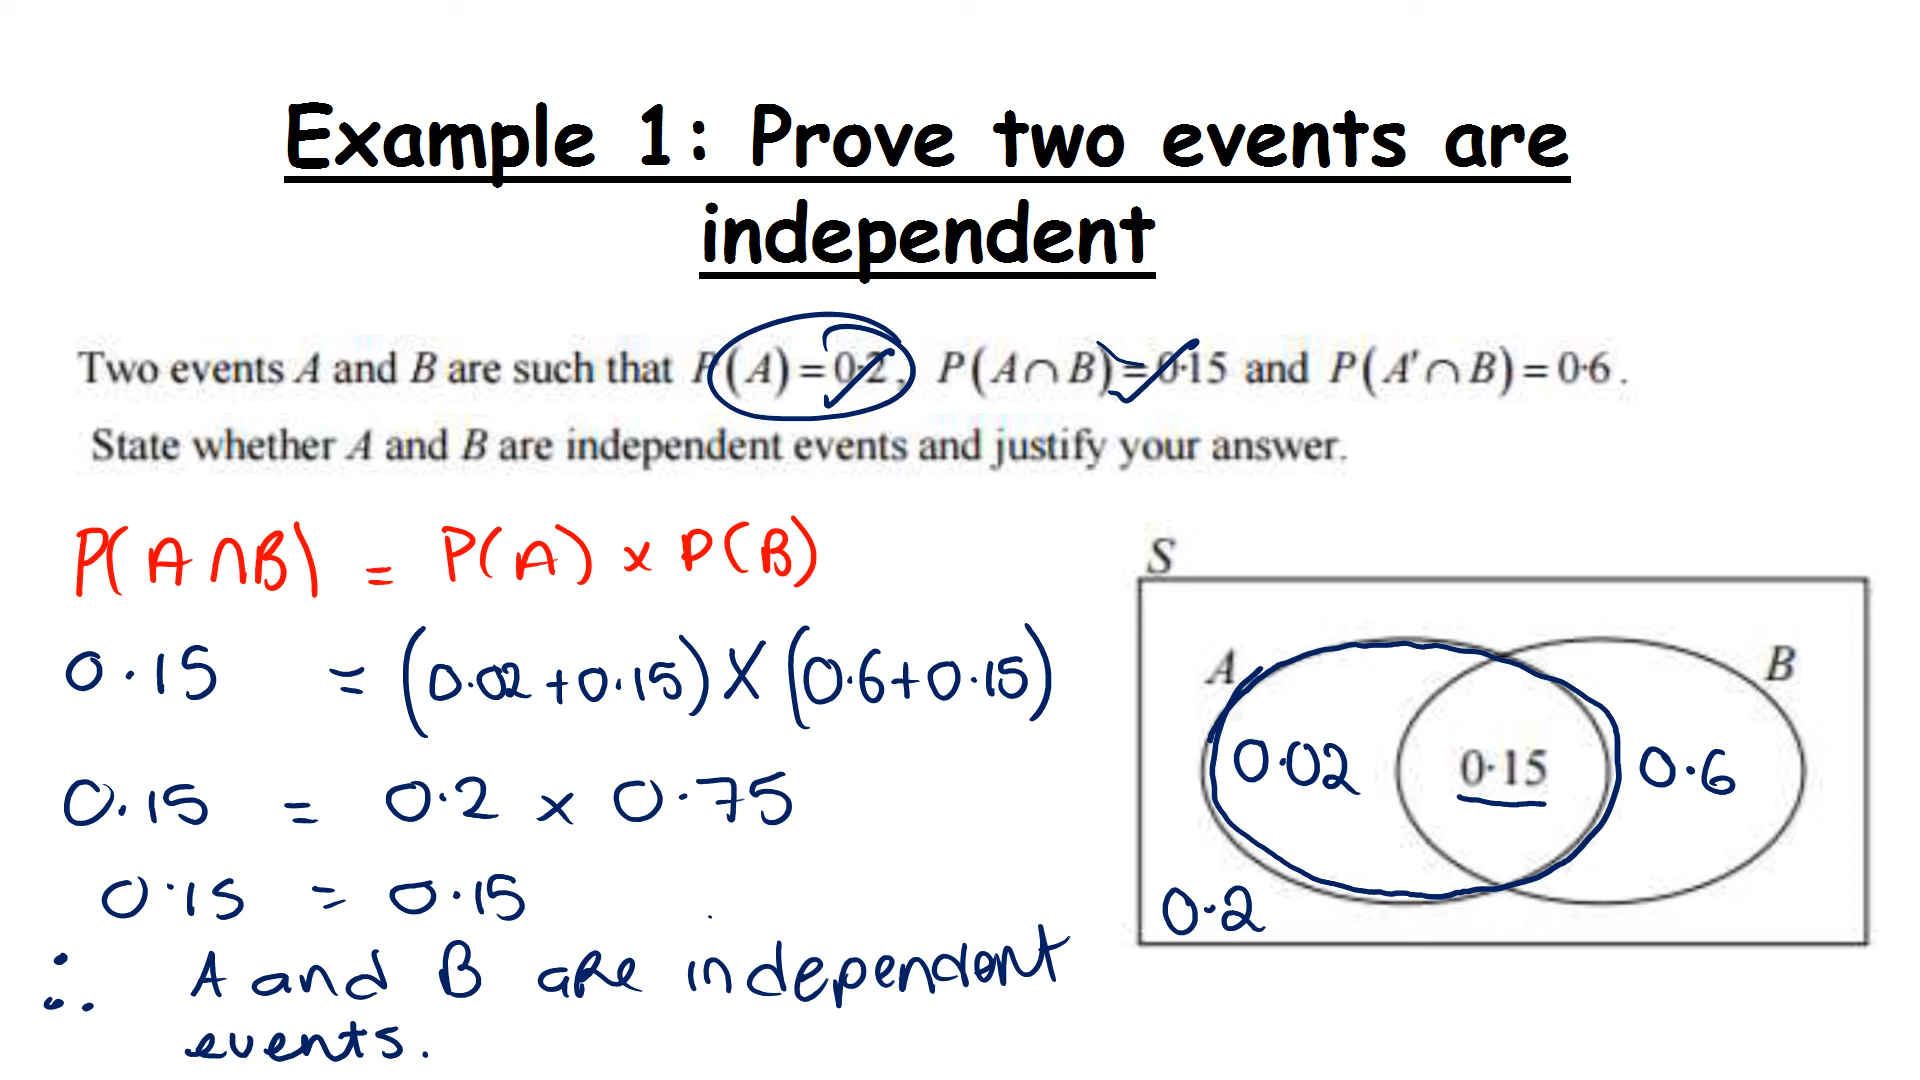 Example 1: Prove two events are
independent
Two events A and B are such that P(A) = 0·2, P(A∩B) = 0·15 and P(A'∩B) = 0·6.
State whether A and B are independent events and justify your answer.
P(A∩B) = P(A) × P(B)
0.15 = (0.02+0.15) X (0.6+0.15)
0.15 = 0.2 × 0.75
0.15 = 0.15
∴ A and B are independent
events.
S
A B
0.02 0·15 0.6
0.2